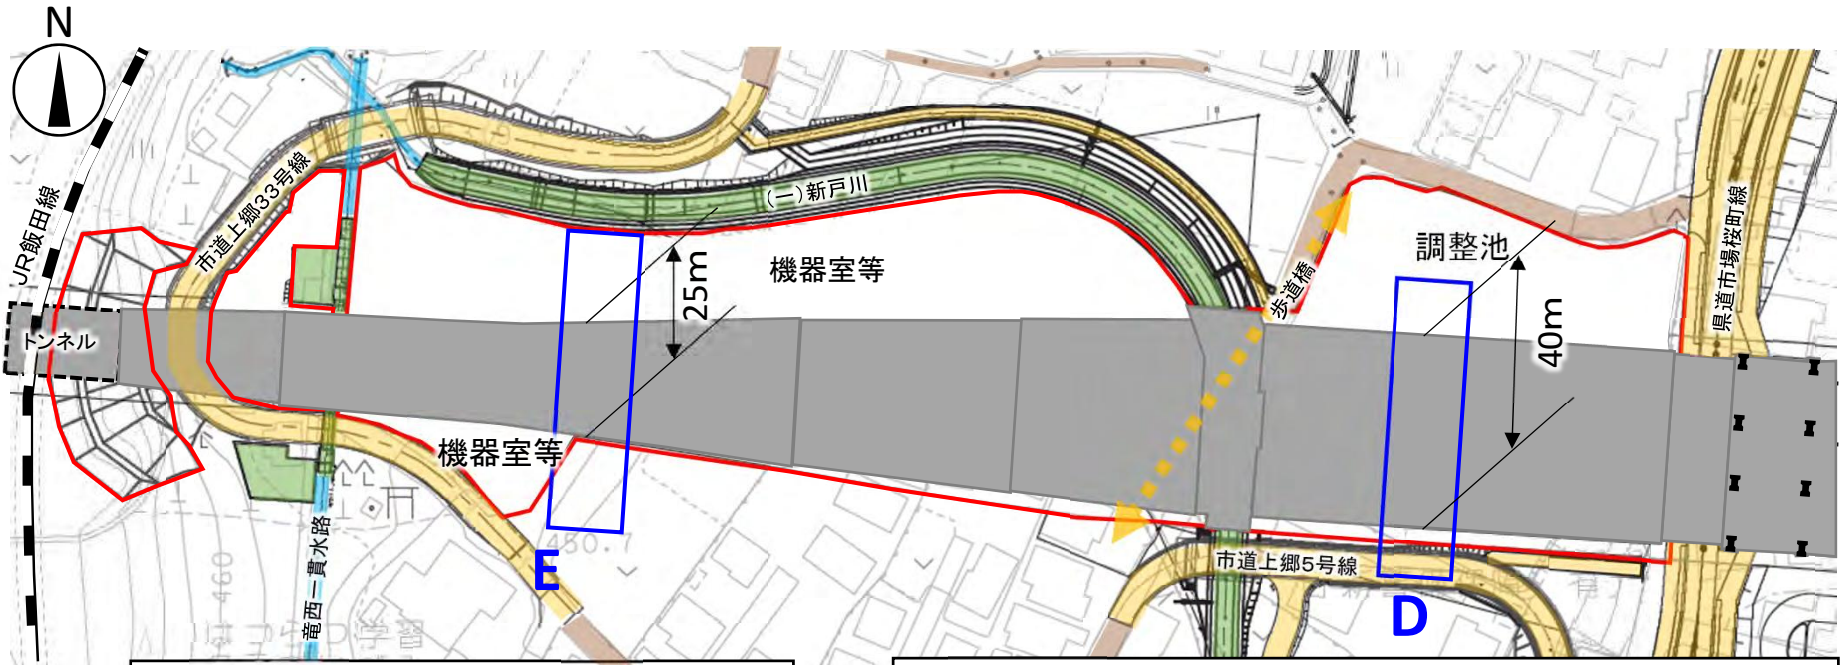 N
JR飯田線
市道上郷33号線
(一)新戸川
機器室等
25m
歩道橋
調整池
40m
県道市場桜町線
トンネル
機器室等
竜西一貫水路
460
450.7
E
市道上郷5号線
D